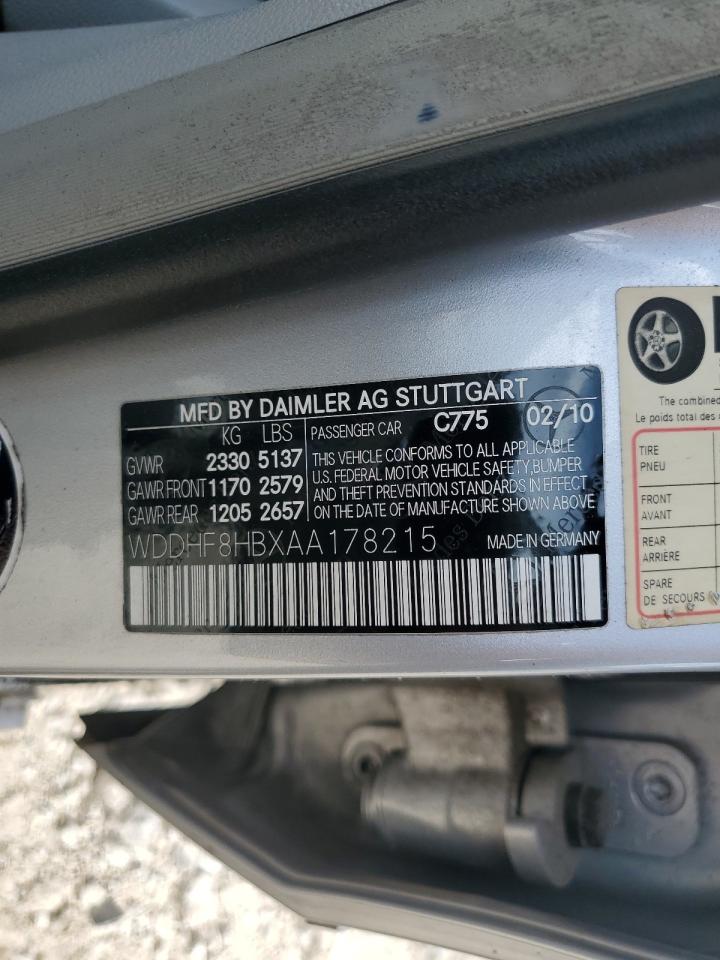 MFD BY DAIMLER AG STUTTGART
KG LBS
GVWR 2330 5137
GAWR FRONT 1170 2579
GAWR REAR 1205 2657
PASSENGER CAR C775 02/10
THIS VEHICLE CONFORMS TO ALL APPLICABLE
U.S. FEDERAL MOTOR VEHICLE SAFETY, BUMPER
AND THEFT PREVENTION STANDARDS IN EFFECT
ON THE DATE OF MANUFACTURE SHOWN ABOVE
WDDHF8HBXAA178215 MADE IN GERMANY
The combined
Le poids total des
TIRE
PNEU
FRONT
AVANT
REAR
ARRIÈRE
SPARE
DE SECOURS